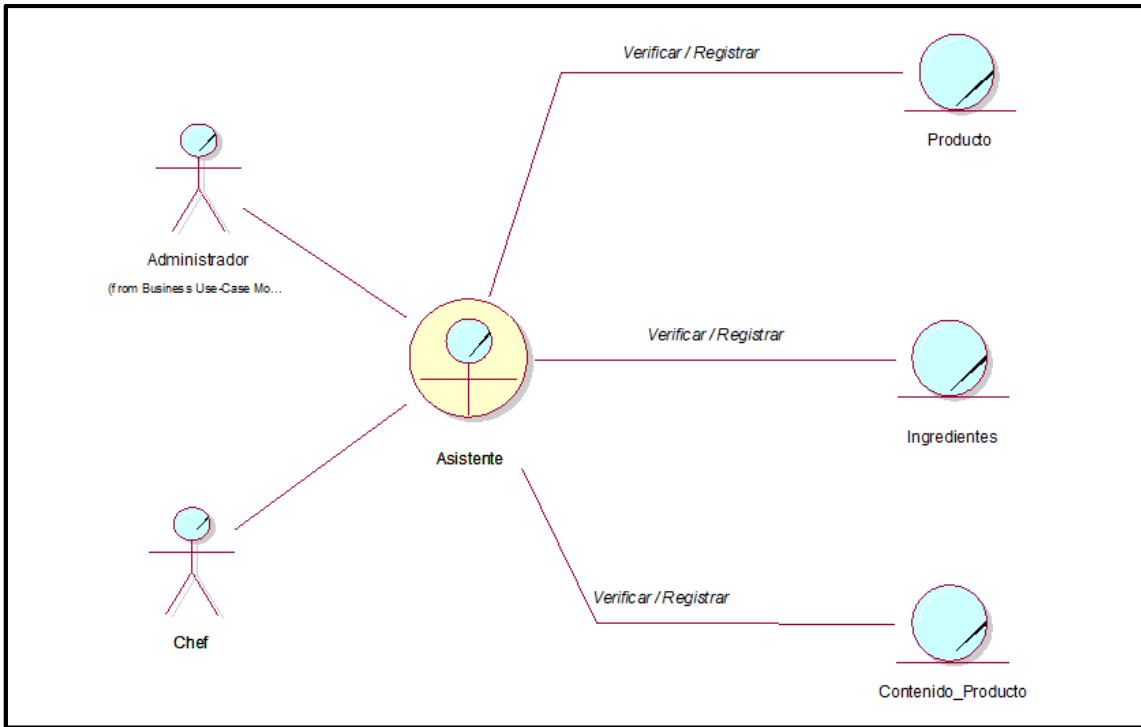 Verificar / Registrar
Producto
Administrador
(from Business Use-Case Mo...
Verificar / Registrar
Asistente
Ingredientes
Verificar / Registrar
Chef
Contenido_Producto